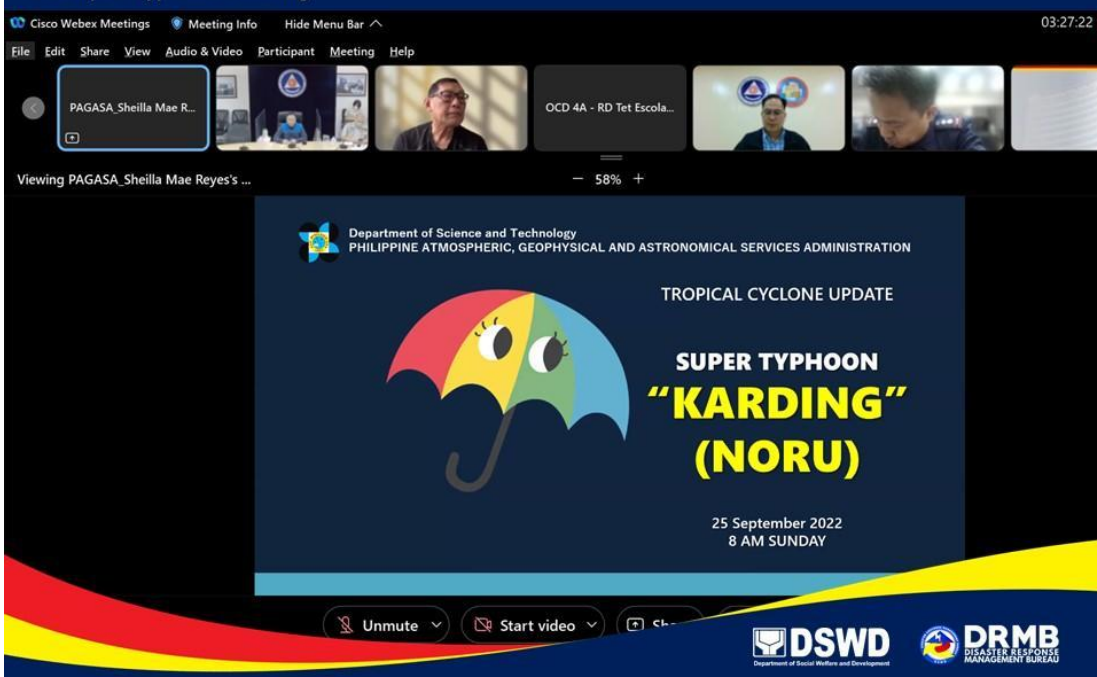 Cisco Webex Meetings Meeting Info Hide Menu Bar 03:27:22
File Edit Share View Audio & Video Participant Meeting Help
PAGASA_Sheilla Mae R...
OCD 4A - RD Tet Escola...
Viewing PAGASA_Sheilla Mae Reyes's ... − 58% +
Department of Science and Technology
PHILIPPINE ATMOSPHERIC, GEOPHYSICAL AND ASTRONOMICAL SERVICES ADMINISTRATION
TROPICAL CYCLONE UPDATE
SUPER TYPHOON
“KARDING”
(NORU)
25 September 2022
8 AM SUNDAY
Unmute Start video
DSWD
Department of Social Welfare and Development
DRMB
DISASTER RESPONSE
MANAGEMENT BUREAU